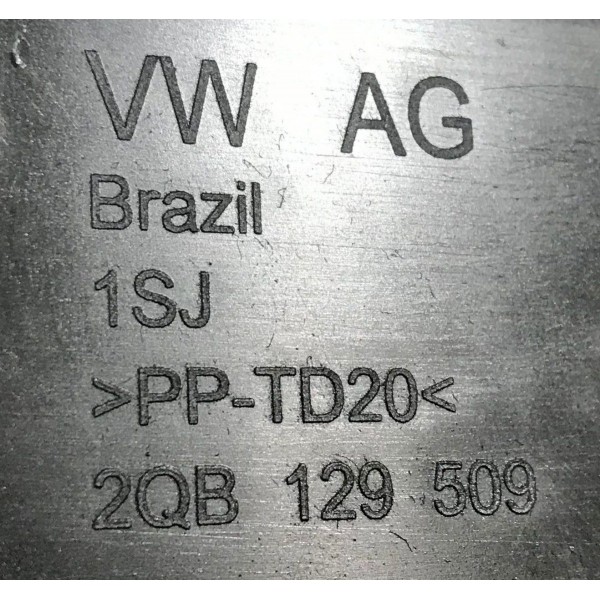 VW AG
Brazil
1SJ
>PP-TD20<
2QB 129 509